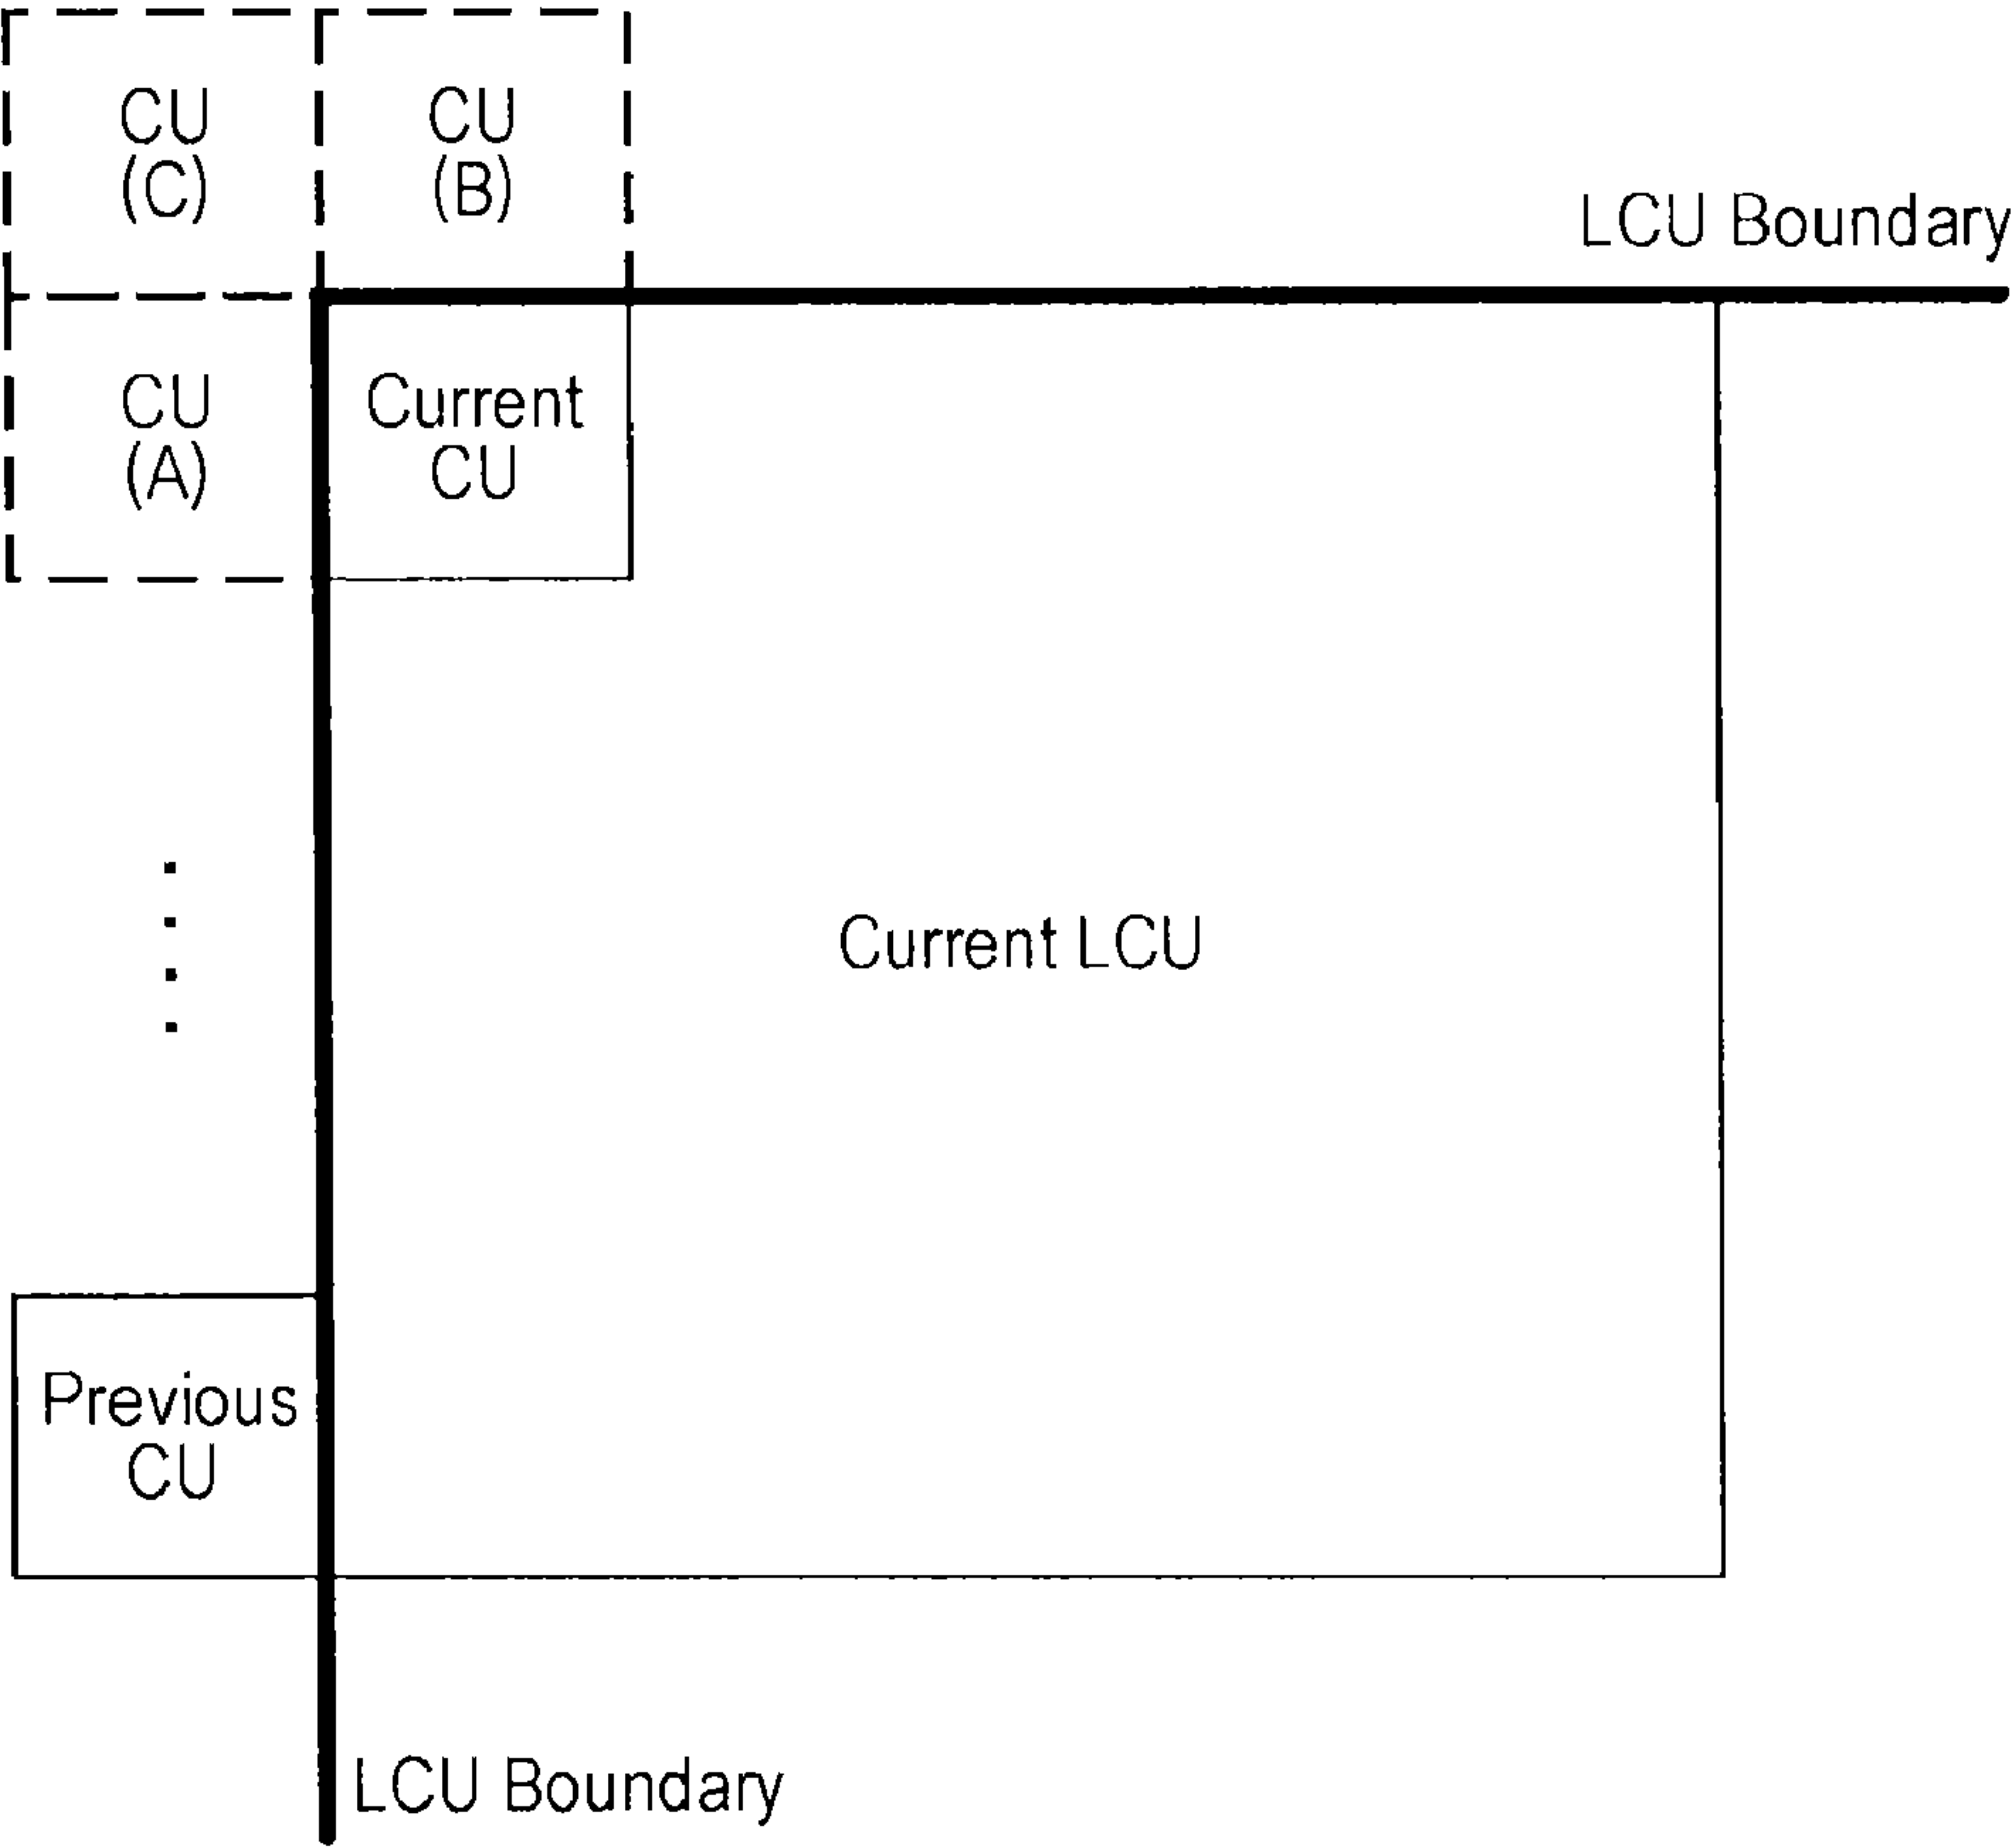 CU
(C)
CU
(B)
LCU Boundary
CU
(A)
Current
CU
Current LCU
Previous
CU
LCU Boundary